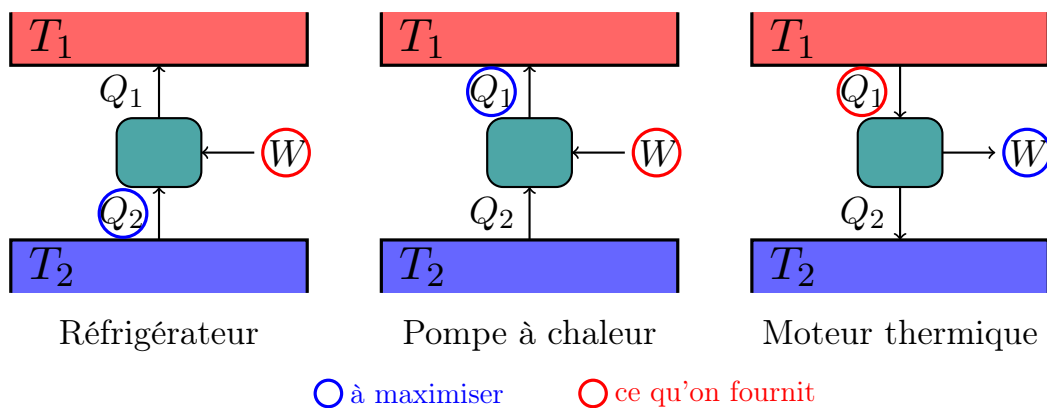 T₁ T₁ T₁
Q₁ Q₁ Q₁
W W W
Q₂ Q₂ Q₂
T₂ T₂ T₂
Réfrigérateur Pompe à chaleur Moteur thermique
à maximiser ce qu'on fournit